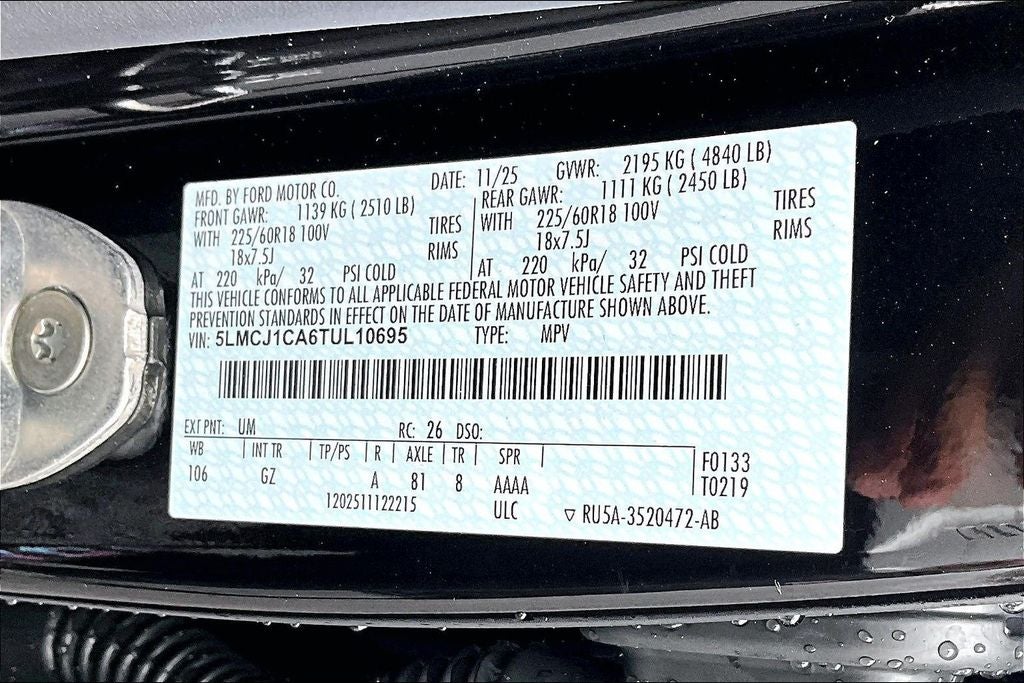 MFD. BY FORD MOTOR CO. DATE: 11/25 GVWR: 2195 KG ( 4840 LB)
FRONT GAWR: 1139 KG ( 2510 LB) REAR GAWR: 1111 KG ( 2450 LB)
WITH 225/60R18 100V TIRES WITH 225/60R18 100V TIRES
18x7.5J RIMS 18x7.5J RIMS
AT 220 kPa/ 32 PSI COLD AT 220 kPa/ 32 PSI COLD
THIS VEHICLE CONFORMS TO ALL APPLICABLE FEDERAL MOTOR VEHICLE SAFETY AND THEFT
PREVENTION STANDARDS IN EFFECT ON THE DATE OF MANUFACTURE SHOWN ABOVE.
VIN: 5LMCJ1CA6TUL10695 TYPE: MPV
EXT PNT: UM RC: 26 DSO:
WB INT TR TP/PS R AXLE TR SPR F0133
106 GZ A 81 8 AAAA T0219
1202511122215 ULC ▽ RU5A-3520472-AB